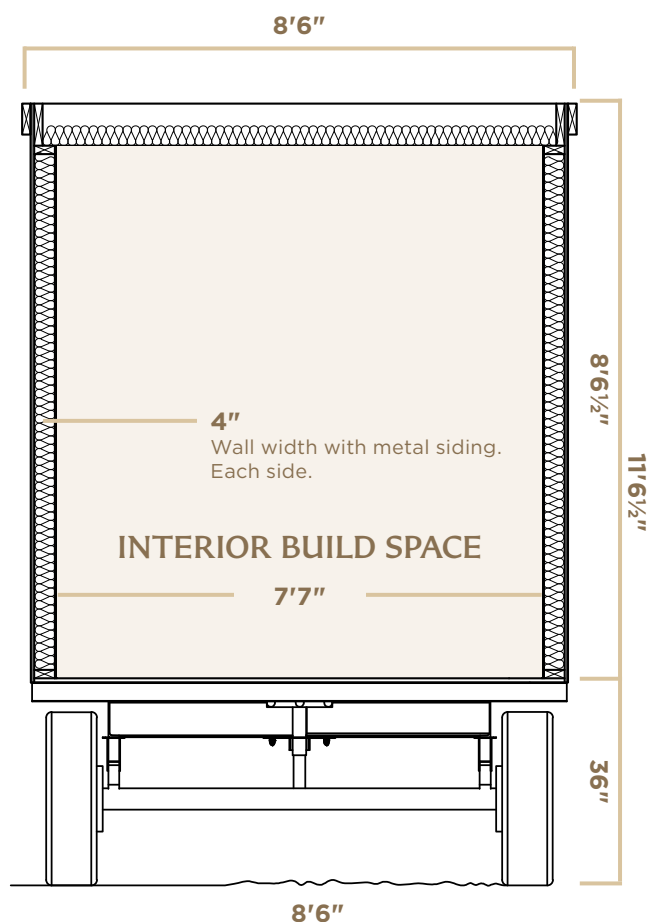 8'6"
8'6½"
11'6½"
4"
Wall width with metal siding.
Each side.
INTERIOR BUILD SPACE
7'7"
36"
8'6"